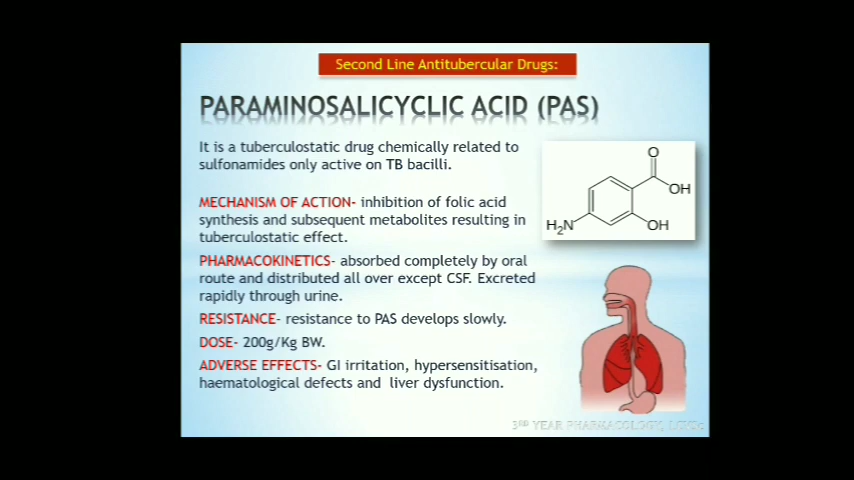 Second Line Antitubercular Drugs:
PARAMINOSALICYCLIC ACID (PAS)
It is a tuberculostatic drug chemically related to
sulfonamides only active on TB bacilli.
MECHANISM OF ACTION- inhibition of folic acid
synthesis and subsequent metabolites resulting in
tuberculostatic effect.
PHARMACOKINETICS- absorbed completely by oral
route and distributed all over except CSF. Excreted
rapidly through urine.
RESISTANCE- resistance to PAS develops slowly.
DOSE- 200g/Kg BW.
ADVERSE EFFECTS- GI irritation, hypersensitisation,
haematological defects and liver dysfunction.
O
OH
H2N
OH
3RD YEAR PHARMACOLOGY,